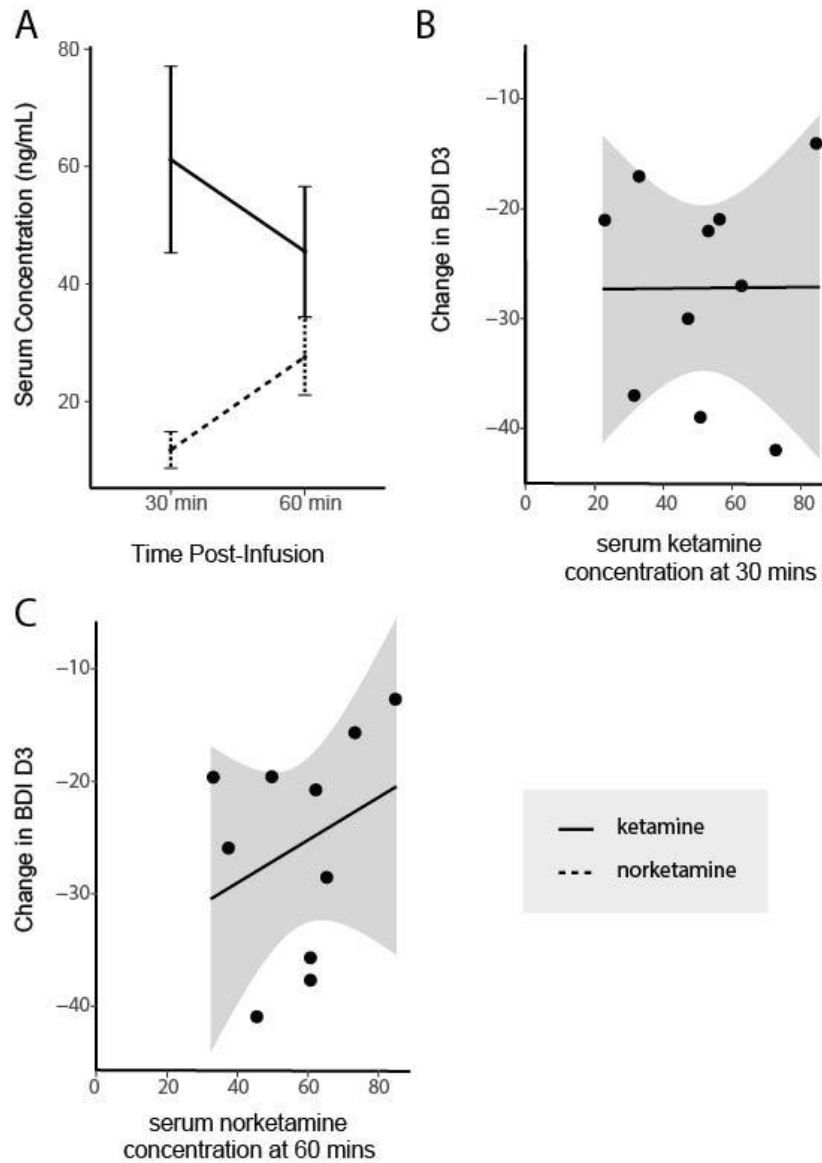 A
Serum Concentration (ng/mL)
80
60
40
20
30 min
60 min
Time Post-Infusion
B
Change in BDI D3
−10
−20
−30
−40
0
20
40
60
80
serum ketamine
concentration at 30 mins
C
Change in BDI D3
−10
−20
−30
−40
0
20
40
60
80
serum norketamine
concentration at 60 mins
ketamine
norketamine